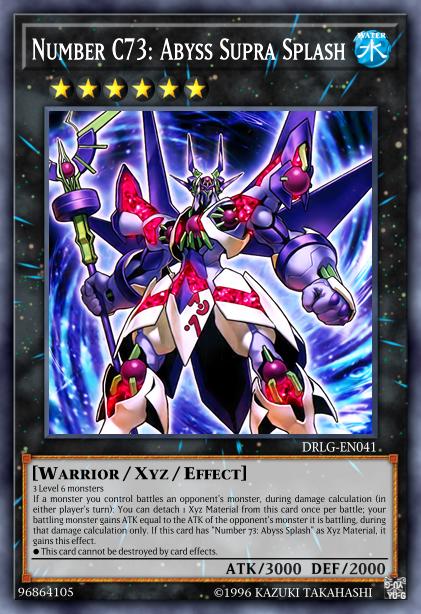 NUMBER C73: ABYSS SUPRA SPLASH
WATER
水
73
DRLG-EN041
[WARRIOR / XYZ / EFFECT]
3 Level 6 monsters
If a monster you control battles an opponent's monster, during damage calculation (in
either player's turn): You can detach 1 Xyz Material from this card once per battle; your
battling monster gains ATK equal to the ATK of the opponent's monster it is battling, during
that damage calculation only. If this card has "Number 73: Abyss Splash" as Xyz Material, it
gains this effect.
●This card cannot be destroyed by card effects.
ATK/3000 DEF/2000
96864105
©1996 KAZUKI TAKAHASHI